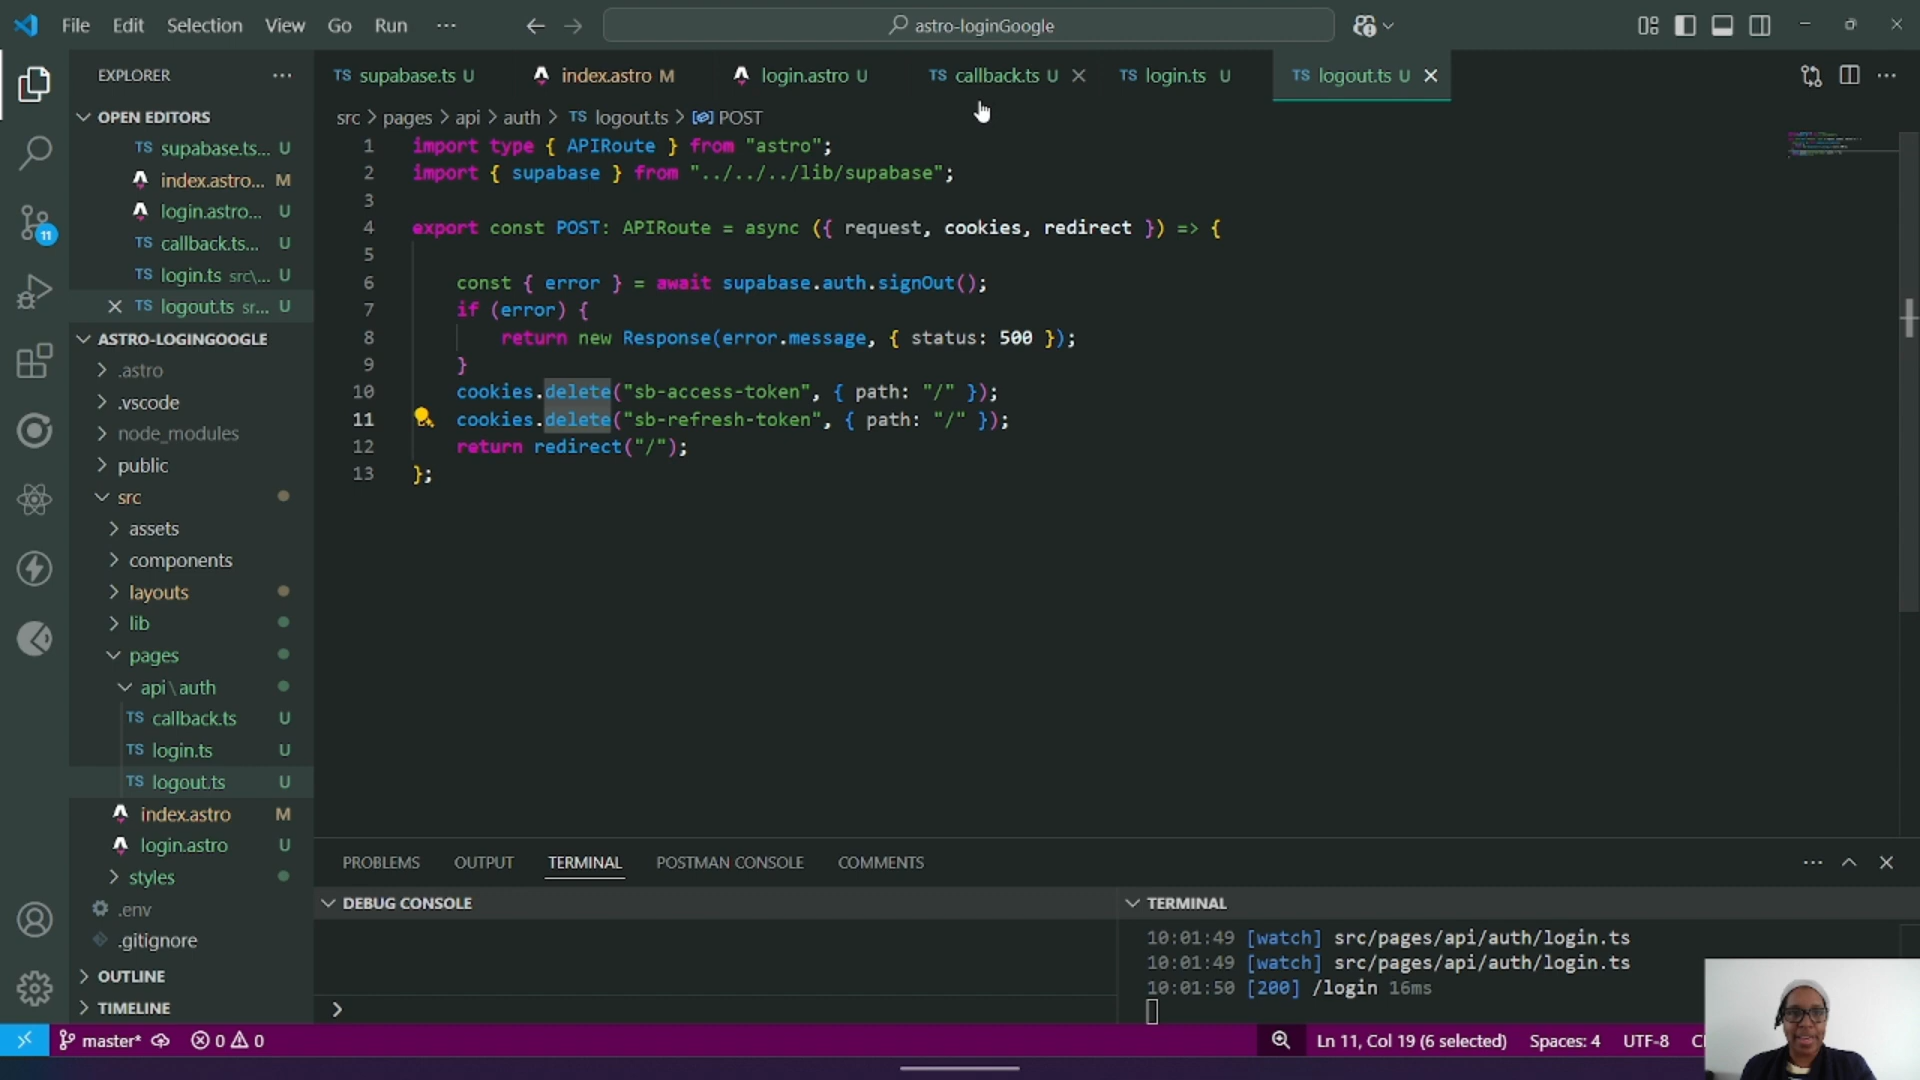 File Edit Selection View Go Run ··· astro-loginGoogle
EXPLORER ···
OPEN EDITORS
TS supabase.ts... U
index.astro... M
login.astro... U
callback.ts... U
TS login.ts src\... U
TS logout.ts sr... U
ASTRO-LOGINGOOGLE
.astro
.vscode
node_modules
public
src
assets
components
layouts
lib
pages
api\auth
TS callback.ts U
TS login.ts U
TS logout.ts U
index.astro M
login.astro U
styles
.env
.gitignore
OUTLINE
TIMELINE
11
TS supabase.ts U index.astro M login.astro U TS callback.ts U TS login.ts U TS logout.ts U
src > pages > api > auth > TS logout.ts > POST
1 import type { APIRoute } from "astro";
2 import { supabase } from "../../../lib/supabase";
3
4 export const POST: APIRoute = async ({ request, cookies, redirect }) => {
5
6 const { error } = await supabase.auth.signOut();
7 if (error) {
8 return new Response(error.message, { status: 500 });
9 }
10 cookies.delete("sb-access-token", { path: "/" });
11 cookies.delete("sb-refresh-token", { path: "/" });
12 return redirect("/");
13 };
PROBLEMS OUTPUT TERMINAL POSTMAN CONSOLE COMMENTS
DEBUG CONSOLE
>
TERMINAL
10:01:49 [watch] src/pages/api/auth/login.ts
10:01:49 [watch] src/pages/api/auth/login.ts
10:01:50 [200] /login 16ms
master* 0 0 Ln 11, Col 19 (6 selected) Spaces: 4 UTF-8